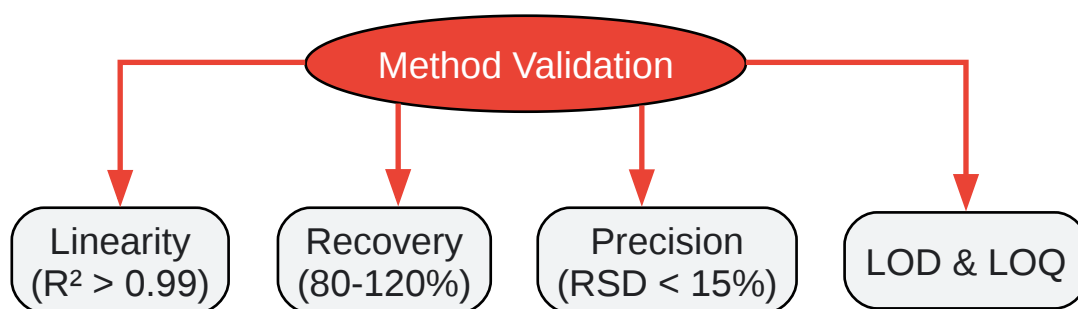 Method Validation
Linearity
(R² > 0.99)
Recovery
(80-120%)
Precision
(RSD < 15%)
LOD & LOQ